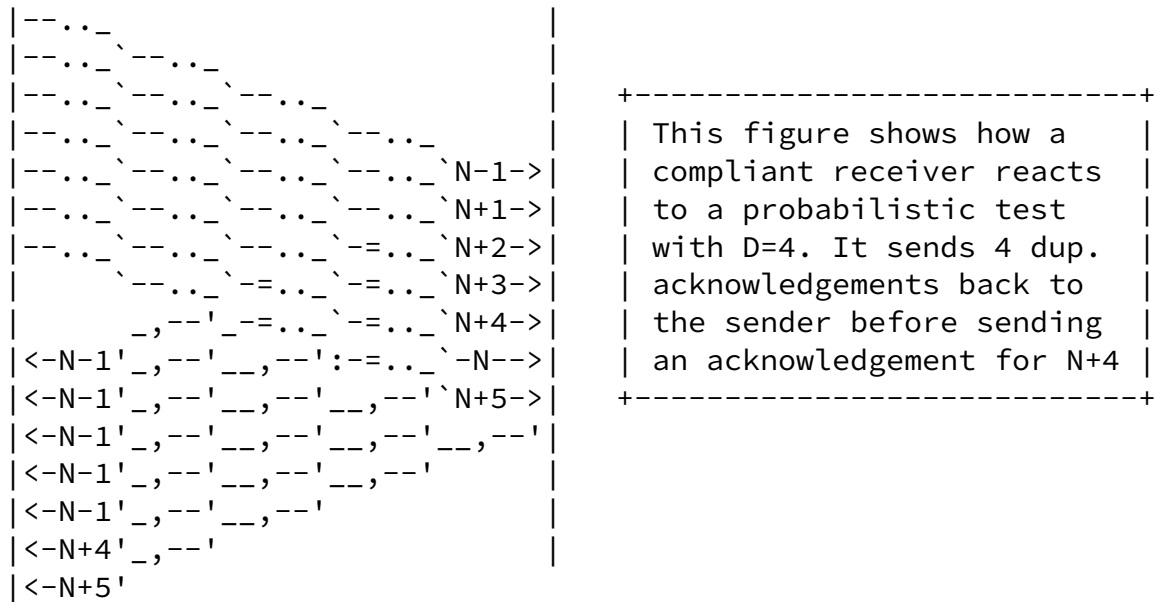 |--.._                              |
|--.._`--.._                        |
|--.._`--.._`--.._                  |    +----------------------------+
|--.._`--.._`--.._`--.._            |    | This figure shows how a    |
|--.._`--.._`--.._`--.._`N-1->|    | compliant receiver reacts  |
|--.._`--.._`--.._`--.._`N+1->|    | to a probabilistic test    |
|--.._`--.._`--.._`-=.._`N+2->|    | with D=4. It sends 4 dup.  |
|     `--.._`-=.._`-=.._`N+3->|    | acknowledgements back to   |
|      _,--'_-=.._`-=.._`N+4->|    | the sender before sending  |
|<-N-1'_,--'__,--':-=.._`-N-->|    | an acknowledgement for N+4 |
|<-N-1'_,--'__,--'__,--'`N+5->|    +----------------------------+
|<-N-1'_,--'__,--'__,--'__,--'|
|<-N-1'_,--'__,--'__,--'      |
|<-N-1'_,--'__,--'            |
|<-N+4'_,--'                  |
|<-N+5'